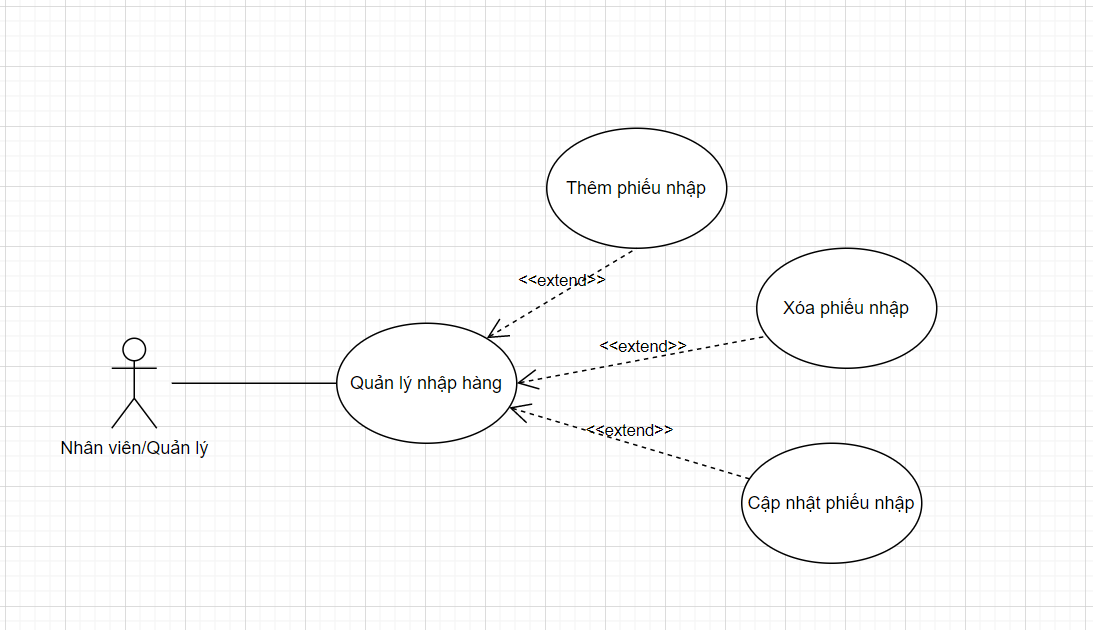 Thêm phiếu nhập
<<extend>>
Xóa phiếu nhập
<<extend>>
Quản lý nhập hàng
<<extend>>
Nhân viên/Quản lý
Cập nhật phiếu nhập